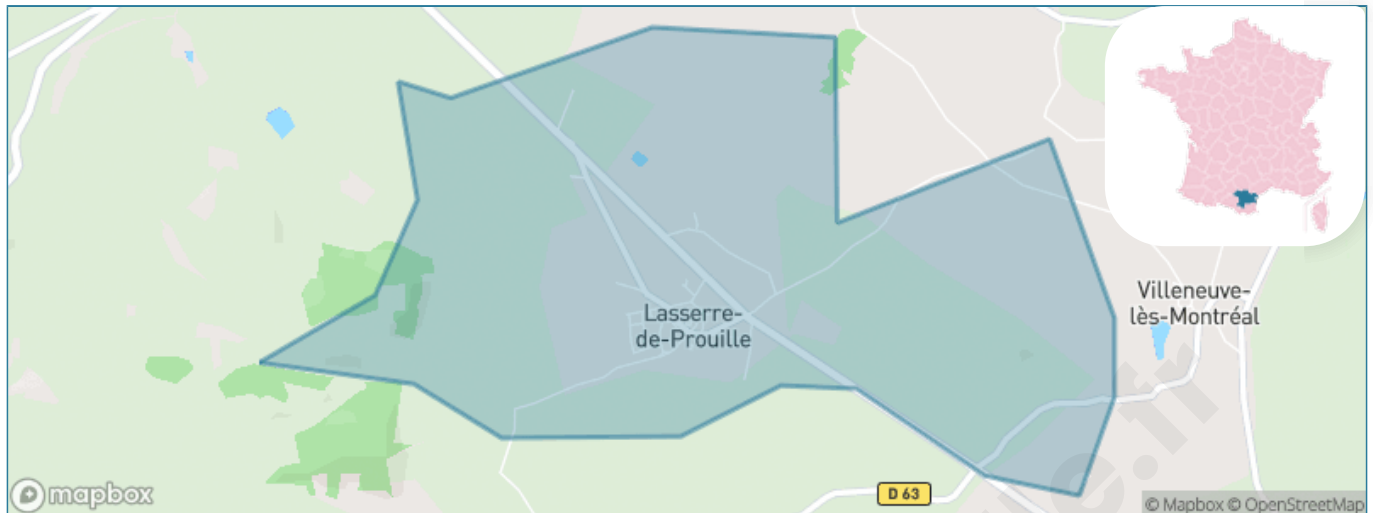 Lasserre-
de-Prouille
Villeneuve-
lès-Montréal
D 63
mapbox
© Mapbox © OpenStreetMap